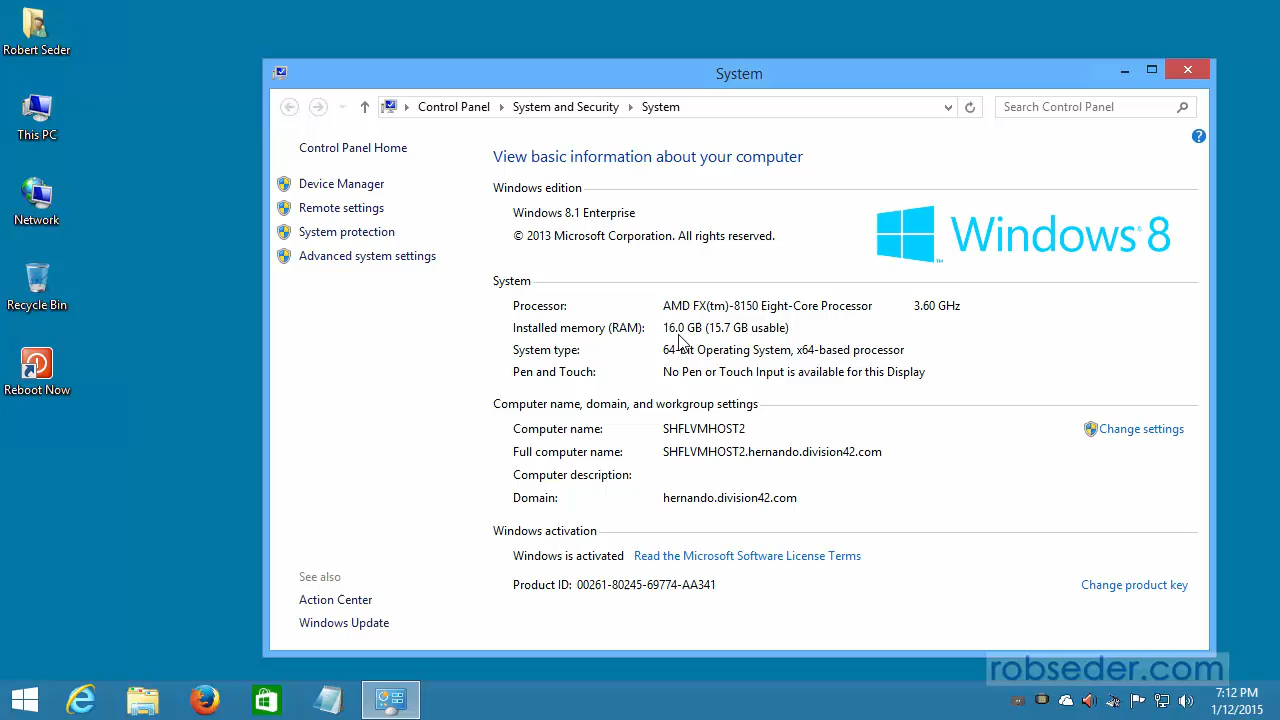 Robert Seder
This PC
Network
Recycle Bin
Reboot Now
System
Control Panel System and Security System
Search Control Panel
?
Control Panel Home
Device Manager
Remote settings
System protection
Advanced system settings
See also
Action Center
Windows Update
View basic information about your computer
Windows edition
Windows 8.1 Enterprise
© 2013 Microsoft Corporation. All rights reserved.
Windows® 8
System
Processor: AMD FX(tm)-8150 Eight-Core Processor 3.60 GHz
Installed memory (RAM): 16.0 GB (15.7 GB usable)
System type: 64-bit Operating System, x64-based processor
Pen and Touch: No Pen or Touch Input is available for this Display
Computer name, domain, and workgroup settings
Computer name: SHFLVMHOST2
Change settings
Full computer name: SHFLVMHOST2.hernando.division42.com
Computer description:
Domain: hernando.division42.com
Windows activation
Windows is activated Read the Microsoft Software License Terms
Product ID: 00261-80245-69774-AA341
Change product key
robseder.com
7:12 PM
1/12/2015